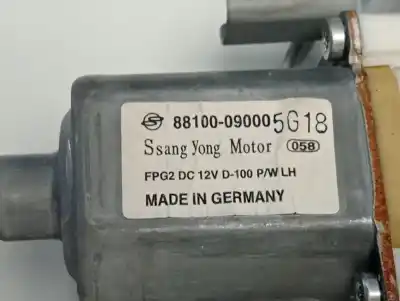 88100-09000 5G18
Ssang Yong Motor 058
FPG2 DC 12V D-100 P/W LH
MADE IN GERMANY